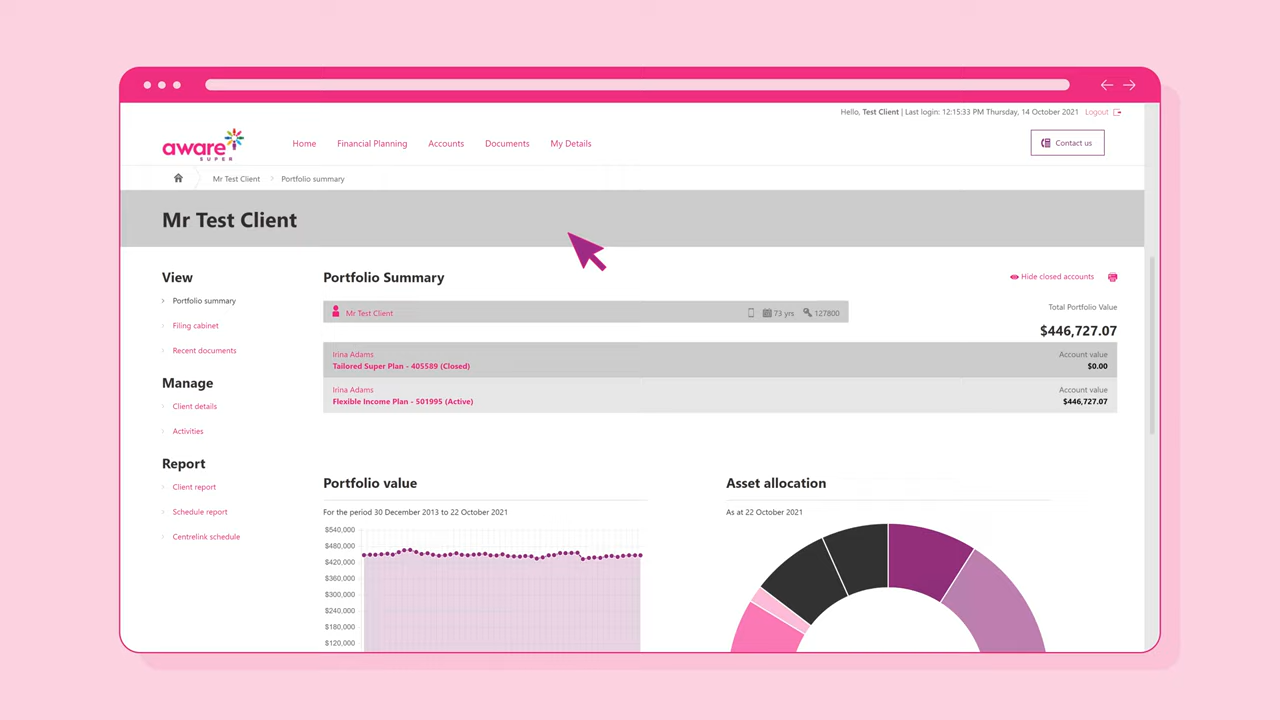 Hello, Test Client | Last login: 12:15:33 PM Thursday, 14 October 2021 Logout
aware
SUPER
Home Financial Planning Accounts Documents My Details
Contact us
Mr Test Client Portfolio summary
Mr Test Client
View
Portfolio summary
Filing cabinet
Recent documents
Manage
Client details
Activities
Report
Client report
Schedule report
Centrelink schedule
Portfolio Summary
Hide closed accounts
Mr Test Client 73 yrs 127800
Total Portfolio Value
$446,727.07
Irina Adams Account value
Tailored Super Plan - 405589 (Closed) $0.00
Irina Adams Account value
Flexible Income Plan - 501995 (Active) $446,727.07
Portfolio value
For the period 30 December 2013 to 22 October 2021
$540,000
$480,000
$420,000
$360,000
$300,000
$240,000
$180,000
$120,000
Asset allocation
As at 22 October 2021